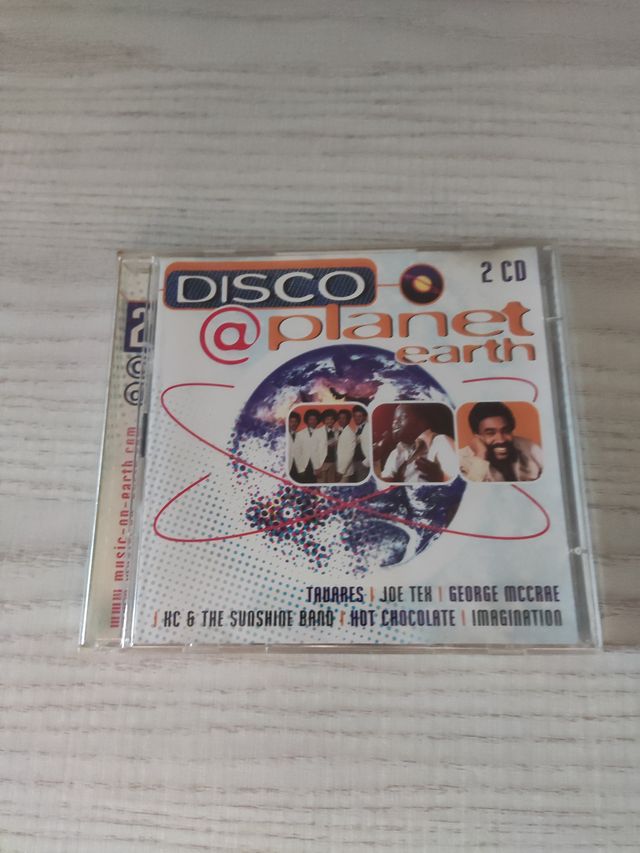 DISCO
2 CD
@planet
earth
TAVARES | JOE TEX | GEORGE MCCRAE
| KC & THE SUNSHINE BAND | HOT CHOCOLATE | IMAGINATION
www.music-on-earth.com